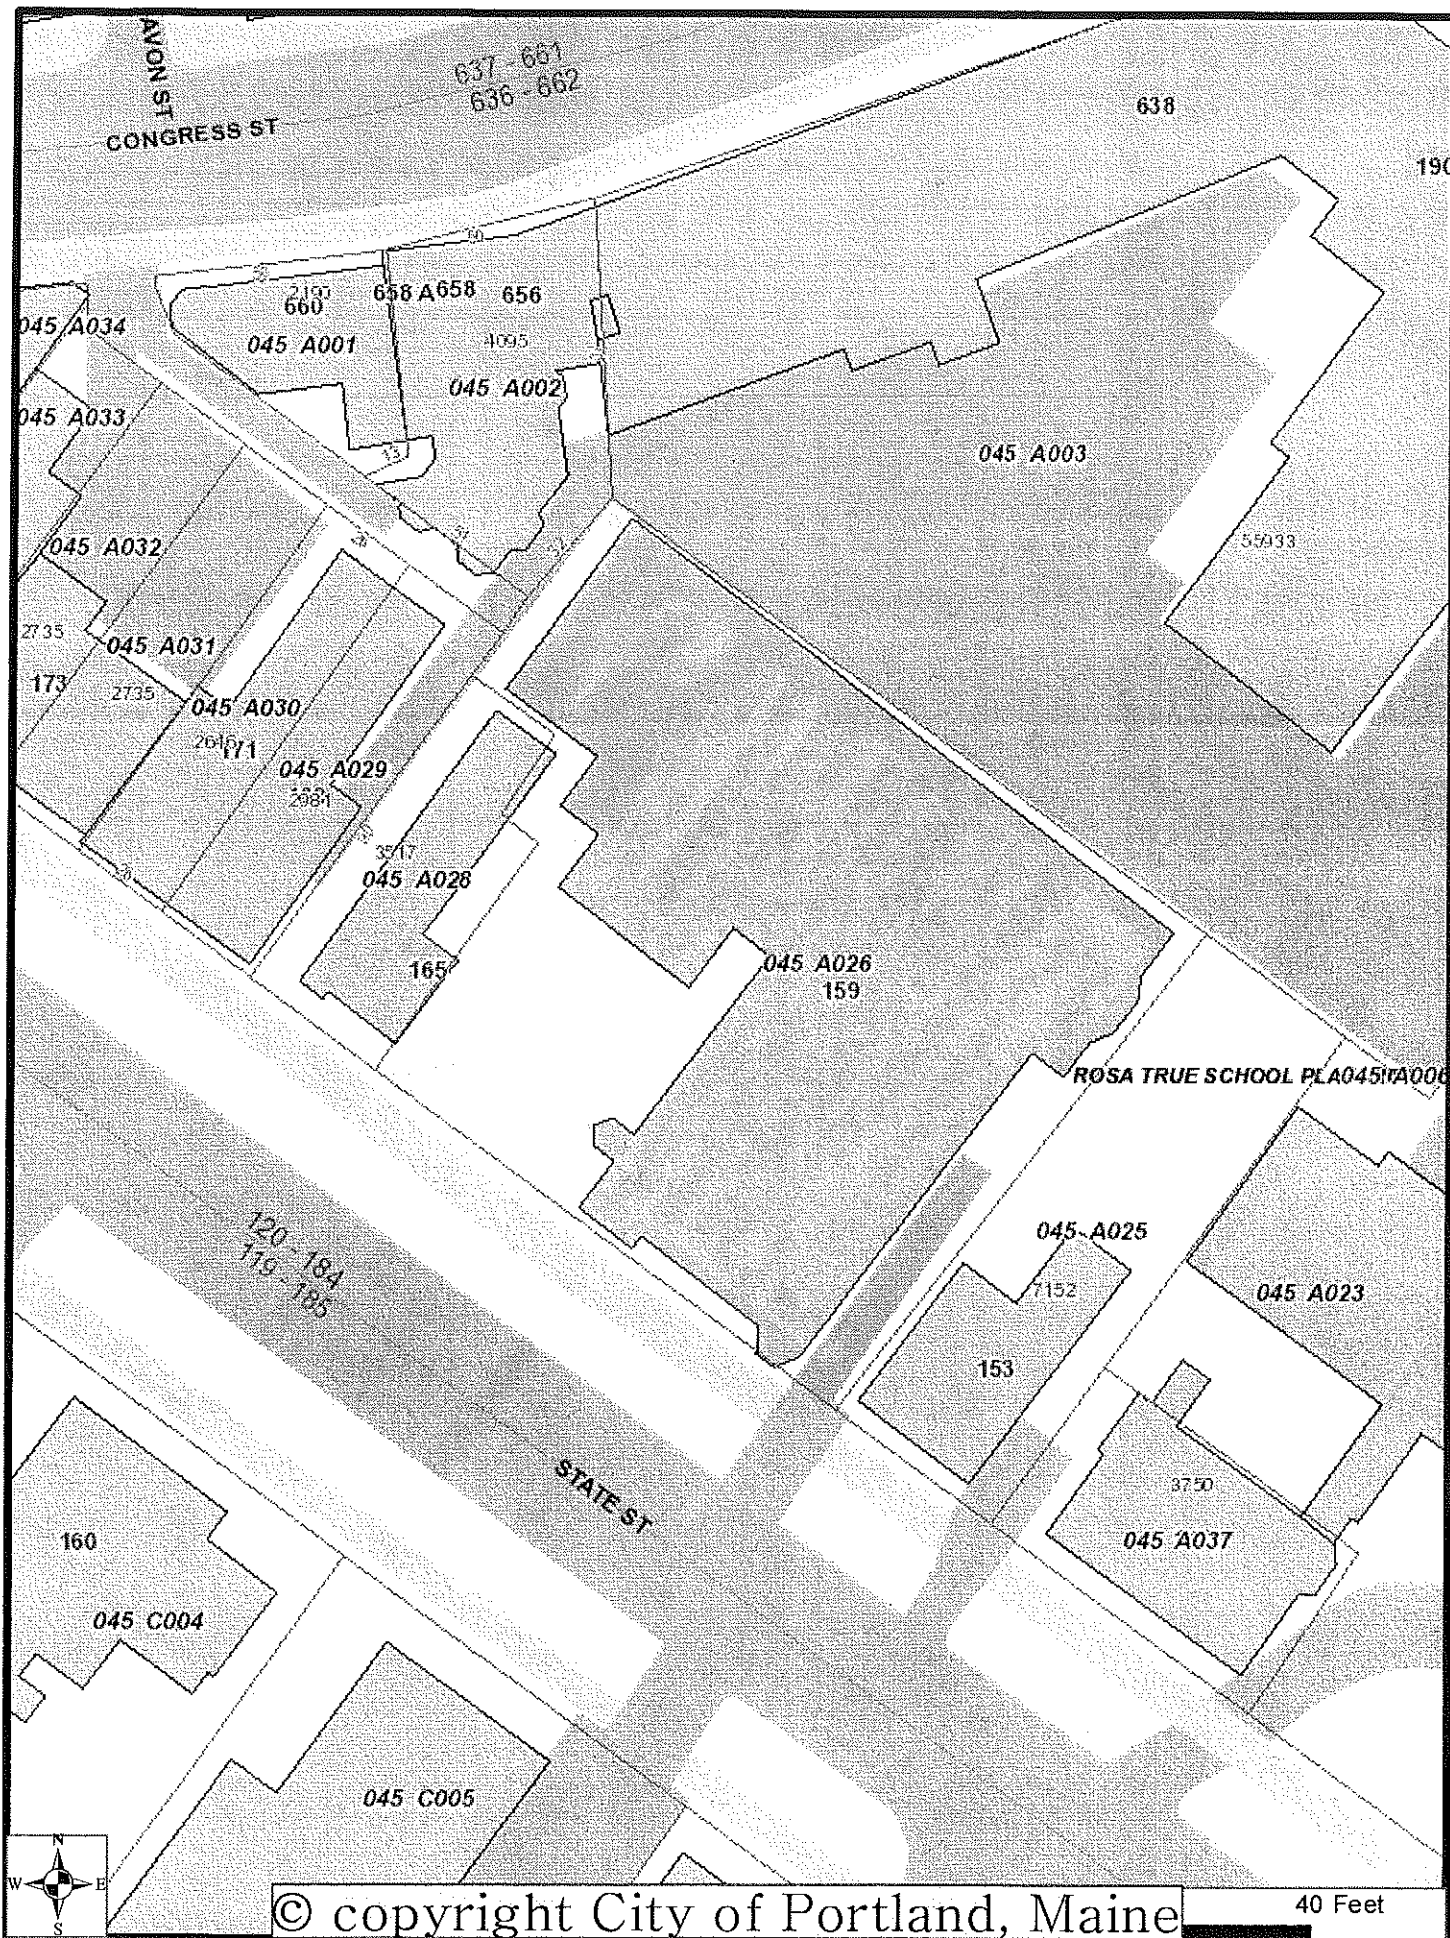 AVON ST
637 - 661
636 - 662
CONGRESS ST
638
190
660
658 A 658
656
045 A034
045 A001
4095
045 A002
045 A033
045 A003
13
55933
045 A032
2735
045 A031
173
2735
045 A030
171
045 A029
2984
3517
045 A028
165
045 A026
159
ROSA TRUE SCHOOL PLA045 A006
120 - 184
119 - 185
045 A025
7152
045 A023
153
STATE ST
3750
045 A037
160
045 C004
045 C005
N
W E
S
© copyright City of Portland, Maine
40 Feet